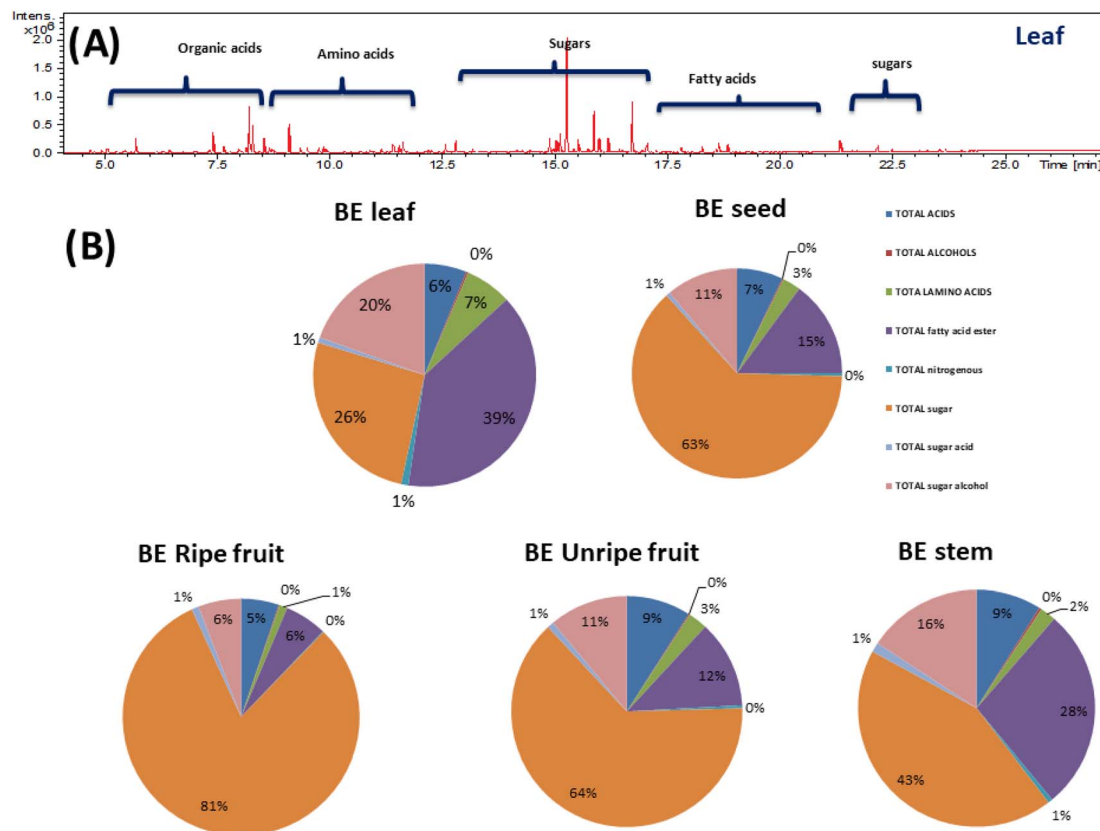 Intens.
x10⁶
(A)
Leaf
Organic acids
Amino acids
Sugars
Fatty acids
sugars
2.0
1.5
1.0
0.5
0.0
5.0 7.5 10.0 12.5 15.0 17.5 20.0 22.5 25.0 Time [min]
(B)
BE leaf
6%
0%
7%
39%
1%
26%
1%
20%
BE seed
7%
0%
3%
15%
0%
63%
1%
11%
TOTAL ACIDS
TOTAL ALCOHOLS
TOTA LAMINO ACIDS
TOTAL fatty acid ester
TOTAL nitrogenous
TOTAL sugar
TOTAL sugar acid
TOTAL sugar alcohol
BE Ripe fruit
5%
0%
1%
6%
0%
81%
1%
6%
BE Unripe fruit
9%
0%
3%
12%
0%
64%
1%
11%
BE stem
9%
0%
2%
28%
1%
43%
1%
16%